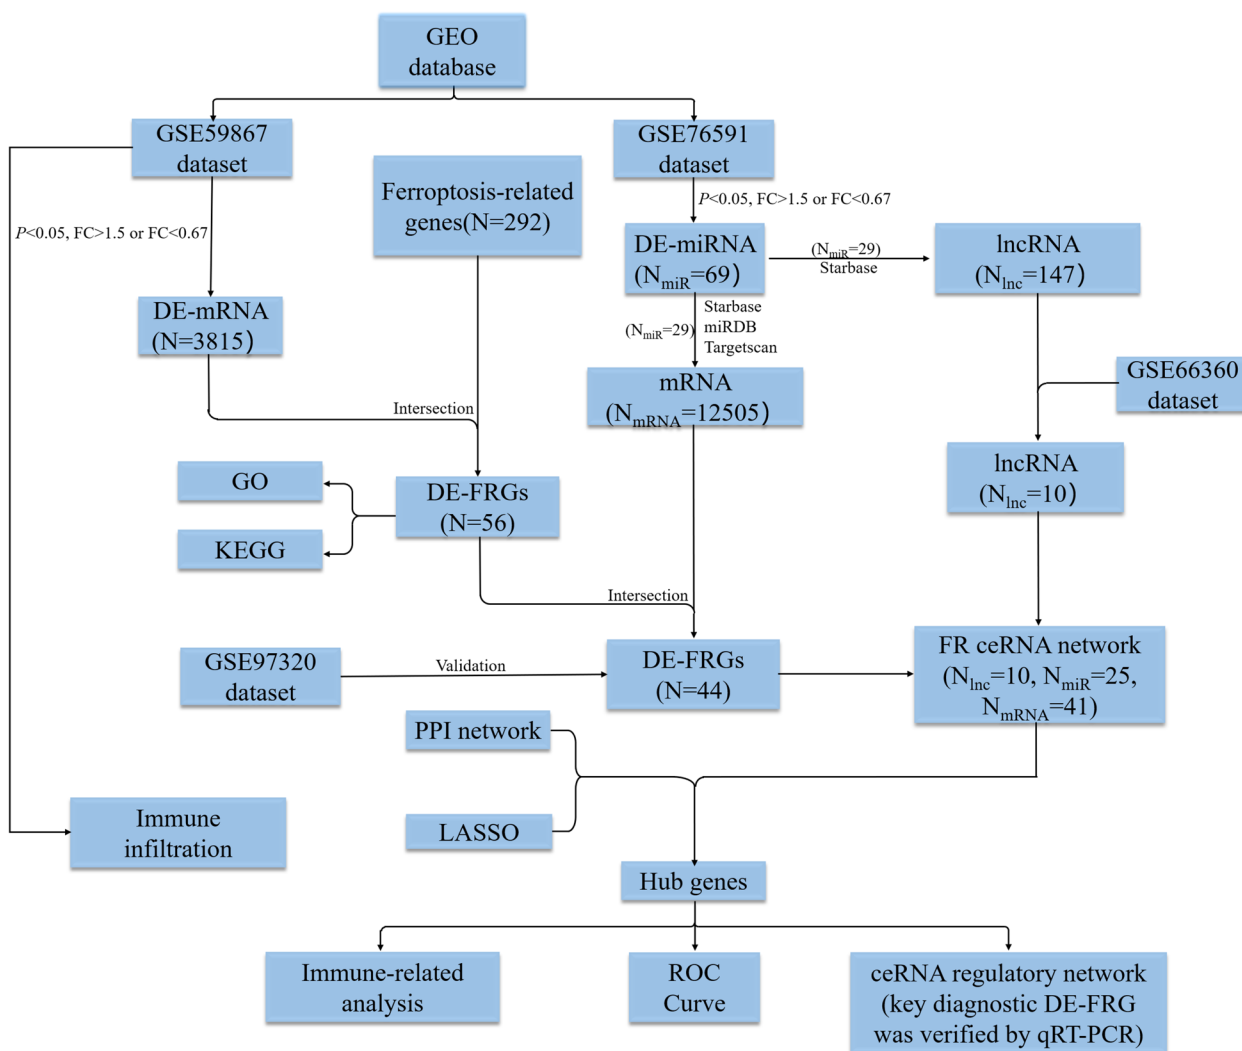 GEO
database
GSE59867
dataset
GSE76591
dataset
Ferroptosis-related
genes(N=292)
P<0.05, FC>1.5 or FC<0.67
P<0.05, FC>1.5 or FC<0.67
DE-miRNA
(NmiR=69)
(NmiR=29)
Starbase
lncRNA
(Nlnc=147)
DE-mRNA
(N=3815)
(NmiR=29)
Starbase
miRDB
Targetscan
mRNA
(NmRNA=12505)
GSE66360
dataset
Intersection
GO
KEGG
DE-FRGs
(N=56)
lncRNA
(Nlnc=10)
Intersection
GSE97320
dataset
Validation
DE-FRGs
(N=44)
FR ceRNA network
(Nlnc=10, NmiR=25,
NmRNA=41)
PPI network
LASSO
Immune
infiltration
Hub genes
Immune-related
analysis
ROC
Curve
ceRNA regulatory network
(key diagnostic DE-FRG
was verified by qRT-PCR)